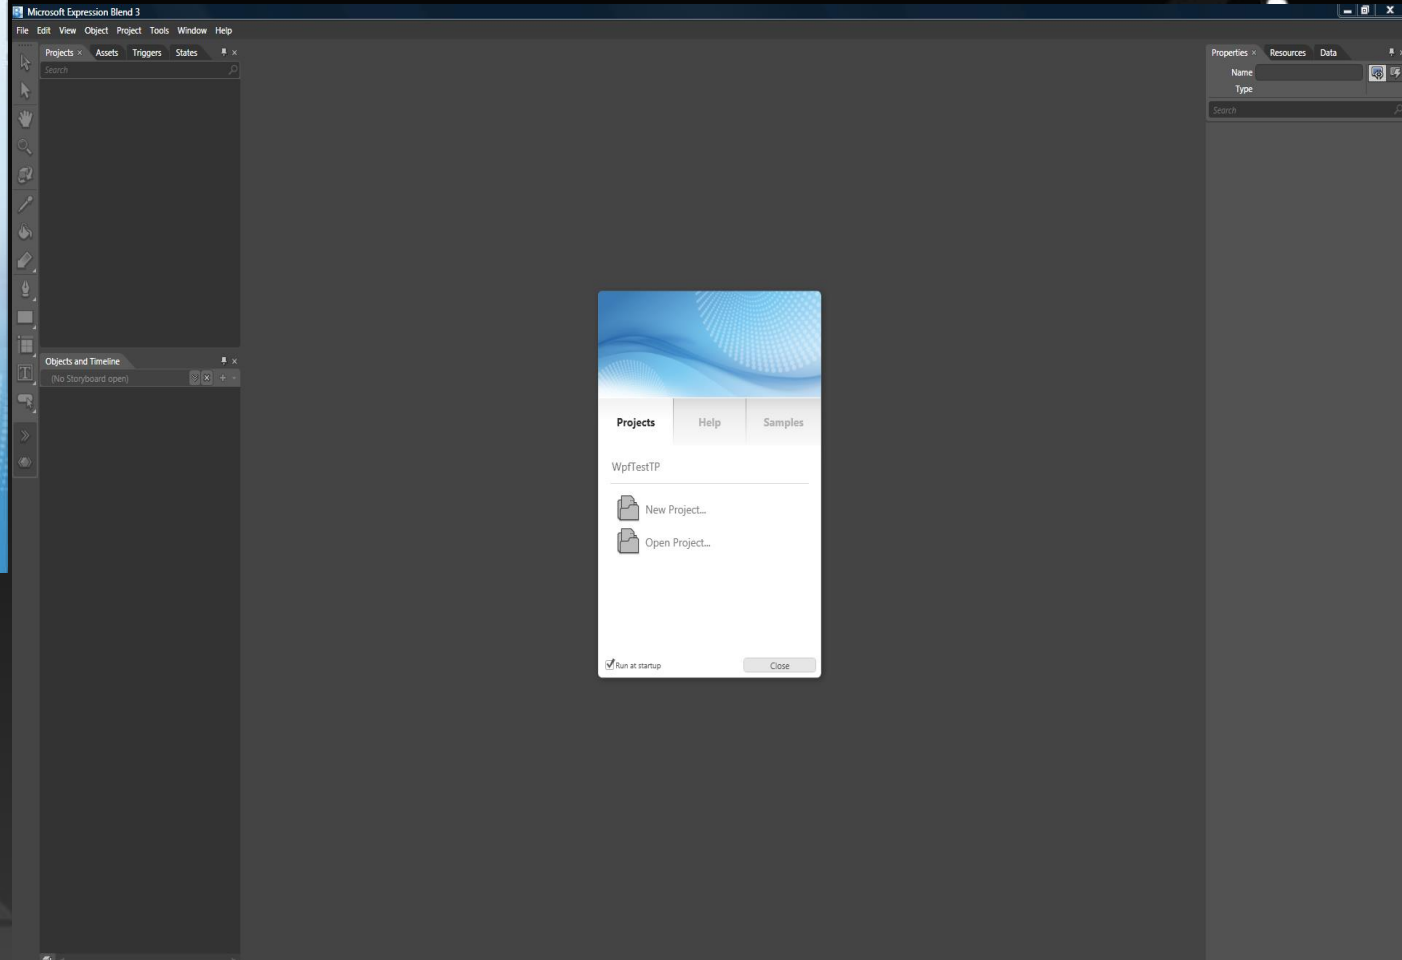 Microsoft Expression Blend 3
File Edit View Object Project Tools Window Help
Projects Assets Triggers States
Search
Objects and Timeline
(No Storyboard open)
Projects Help Samples
WpfTestTP
New Project...
Open Project...
Run at startup Close
Properties Resources Data
Name
Type
Search